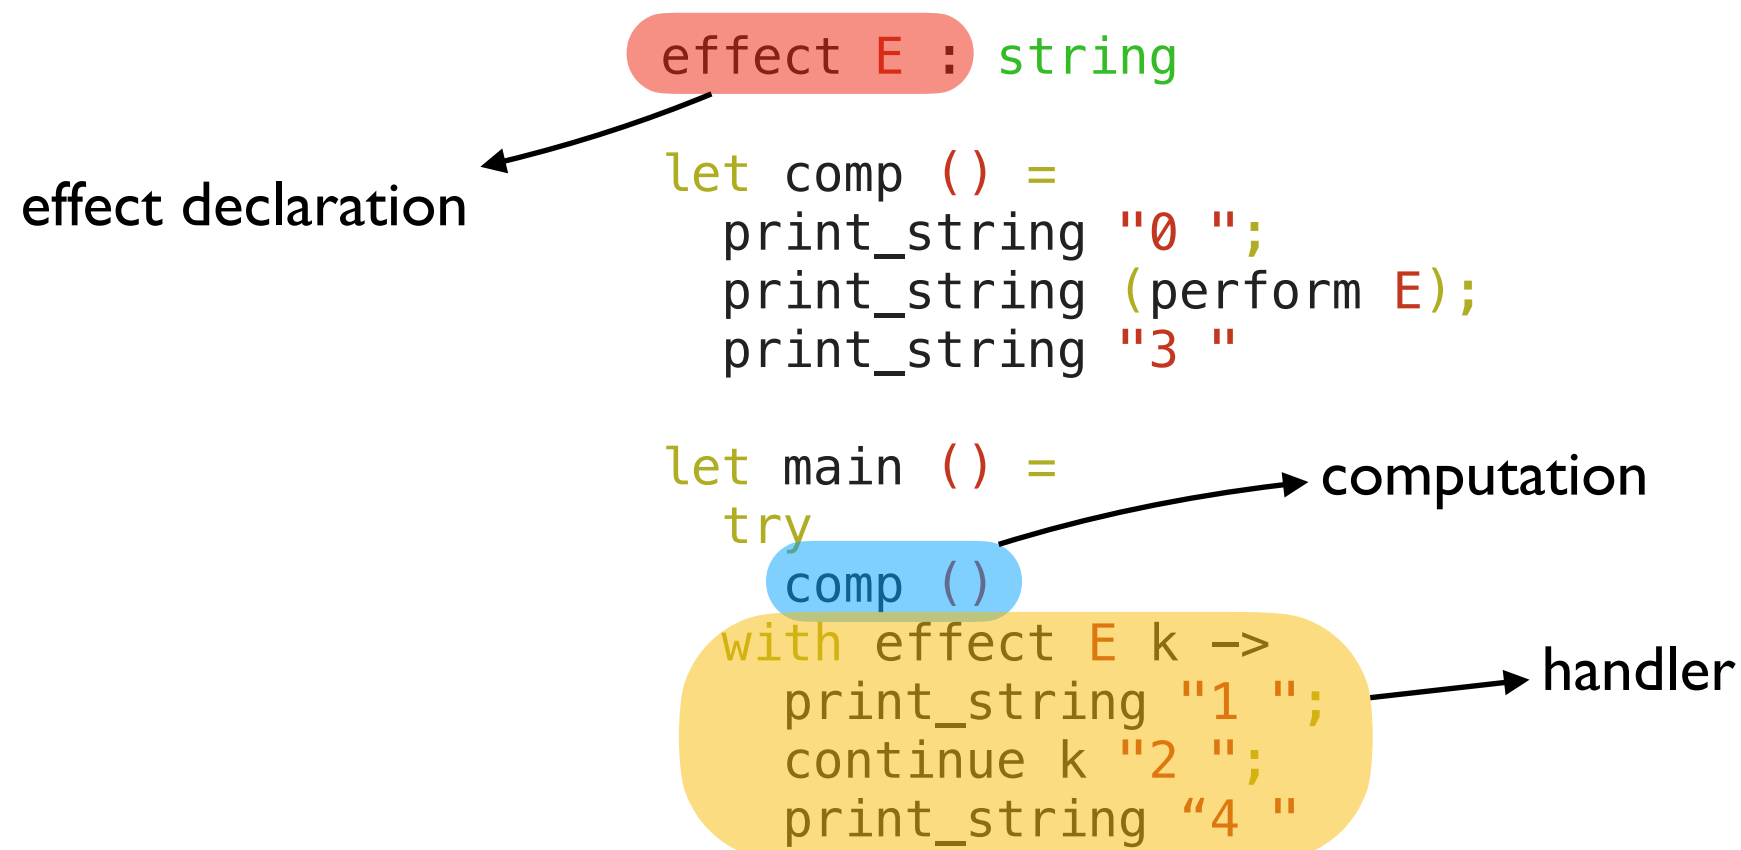 effect E : string
effect declaration
let comp () =
print_string "0 ";
print_string (perform E);
print_string "3 "
let main () =
computation
try
comp ()
with effect E k ->
handler
print_string "1 ";
continue k "2 ";
print_string “4 "